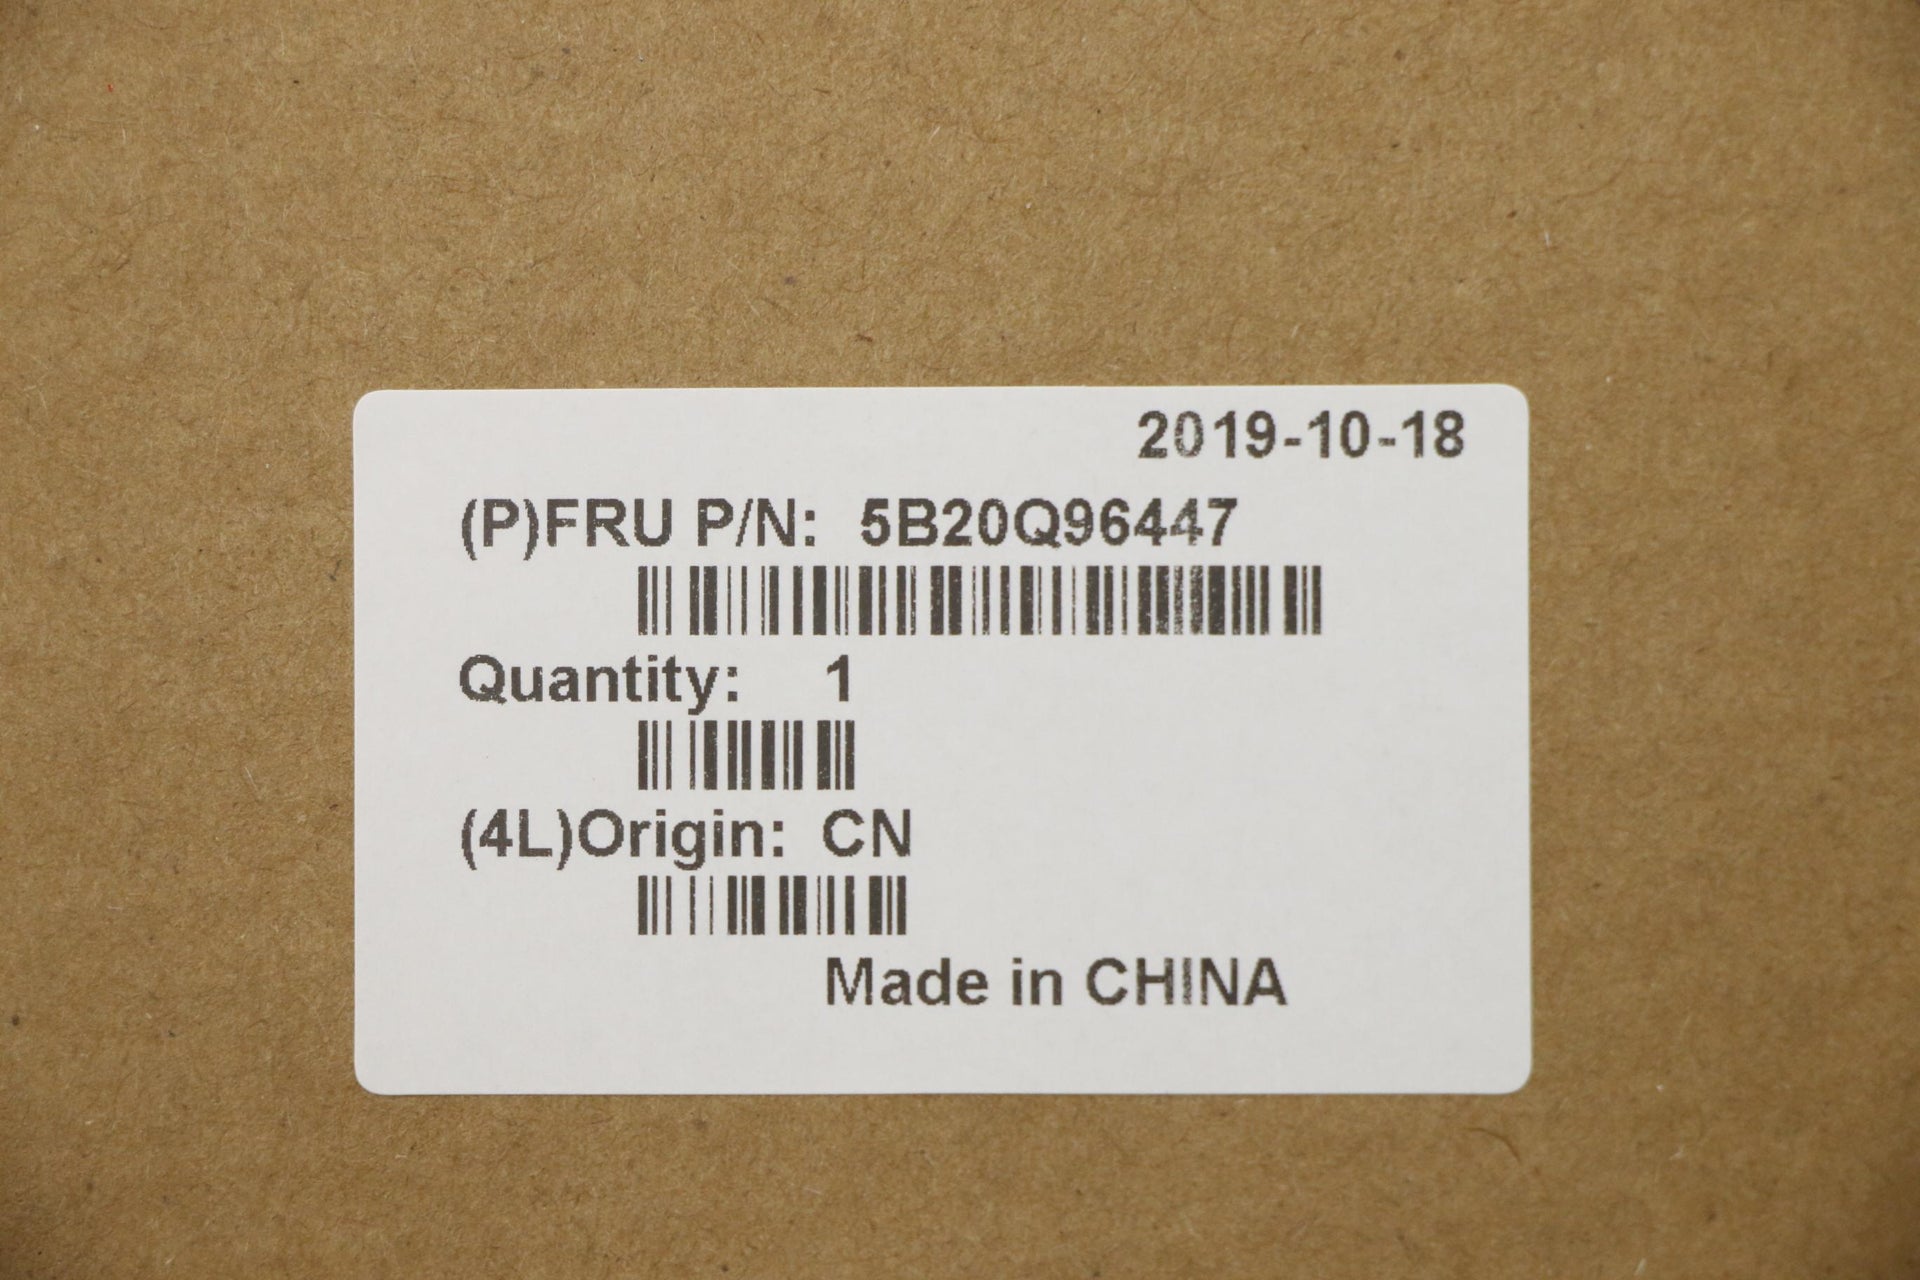 2019-10-18
(P)FRU P/N: 5B20Q96447
Quantity: 1
(4L)Origin: CN
Made in CHINA